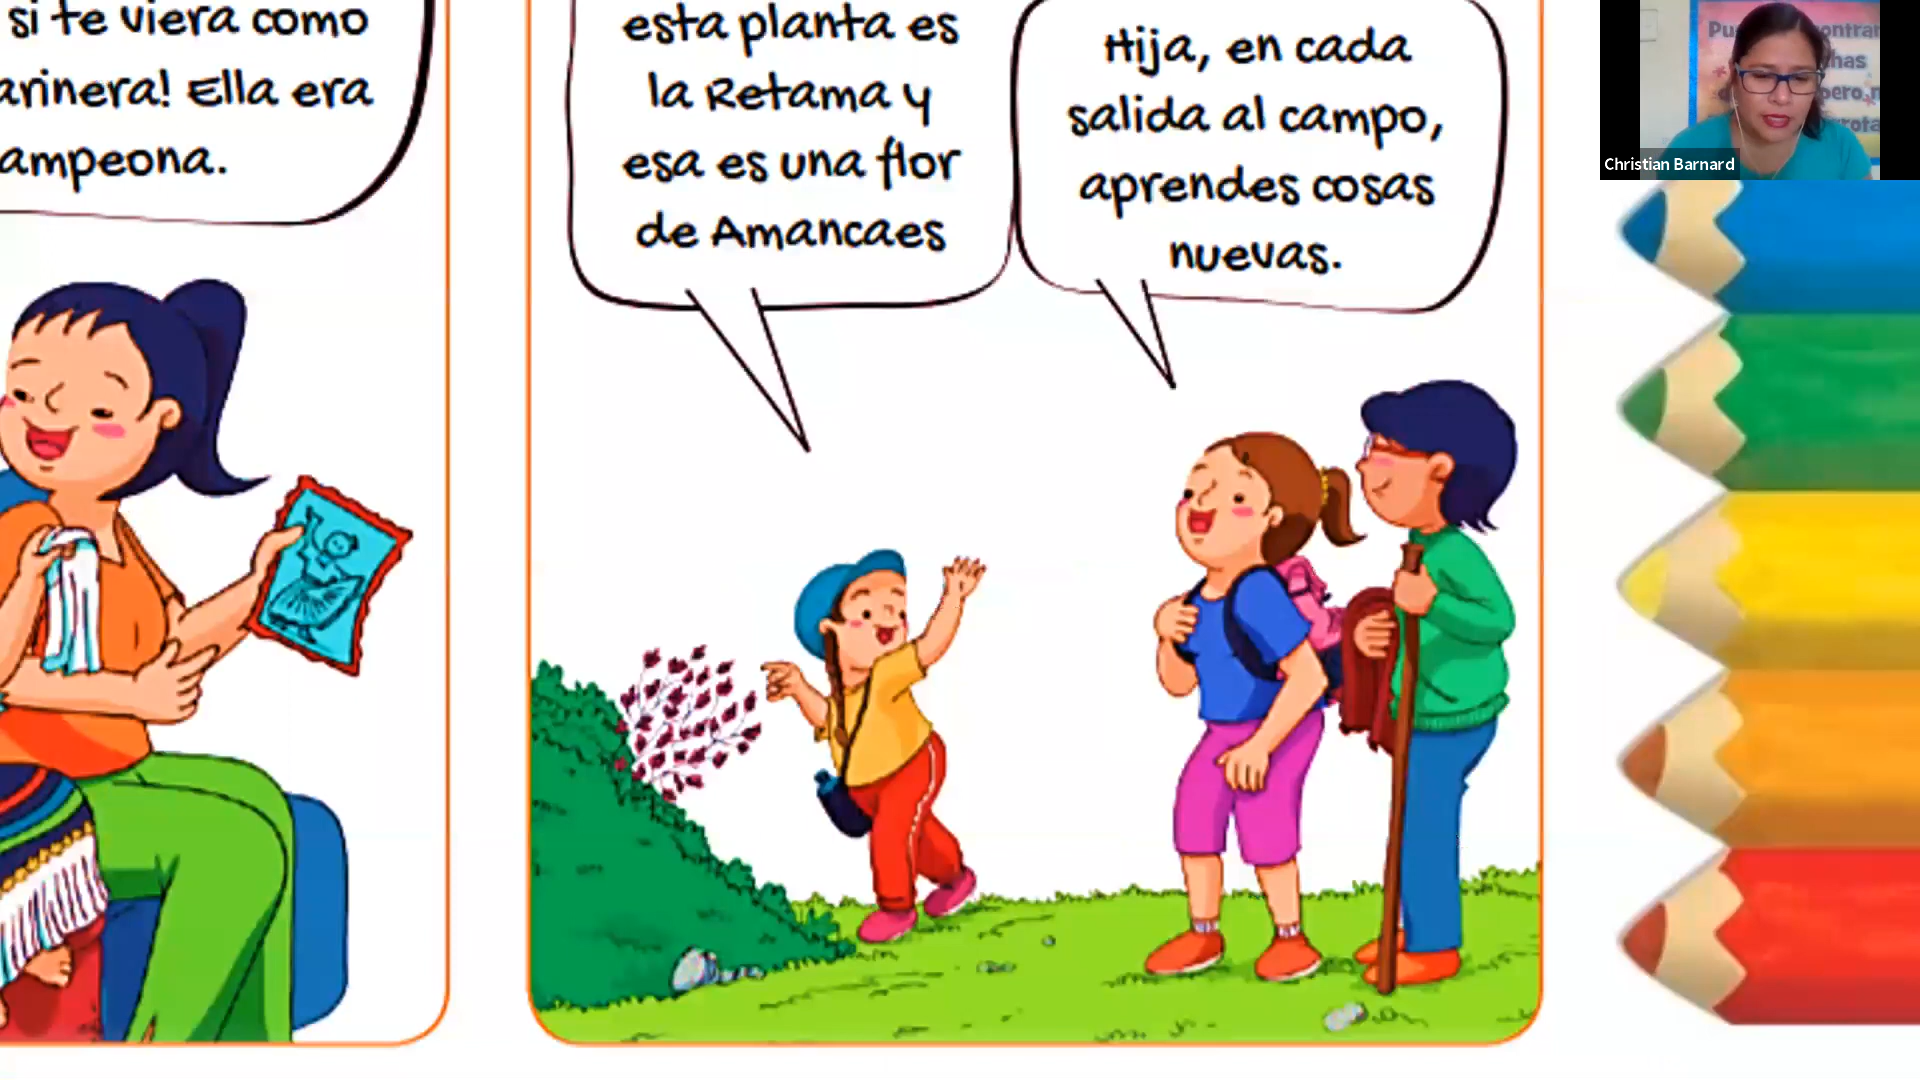 si te viera como
arinera! Ella era
ampeona.
esta planta es
la Retama y
esa es una flor
de Amancaes
Hija, en cada
salida al campo,
aprendes cosas
nuevas.
Christian Barnard